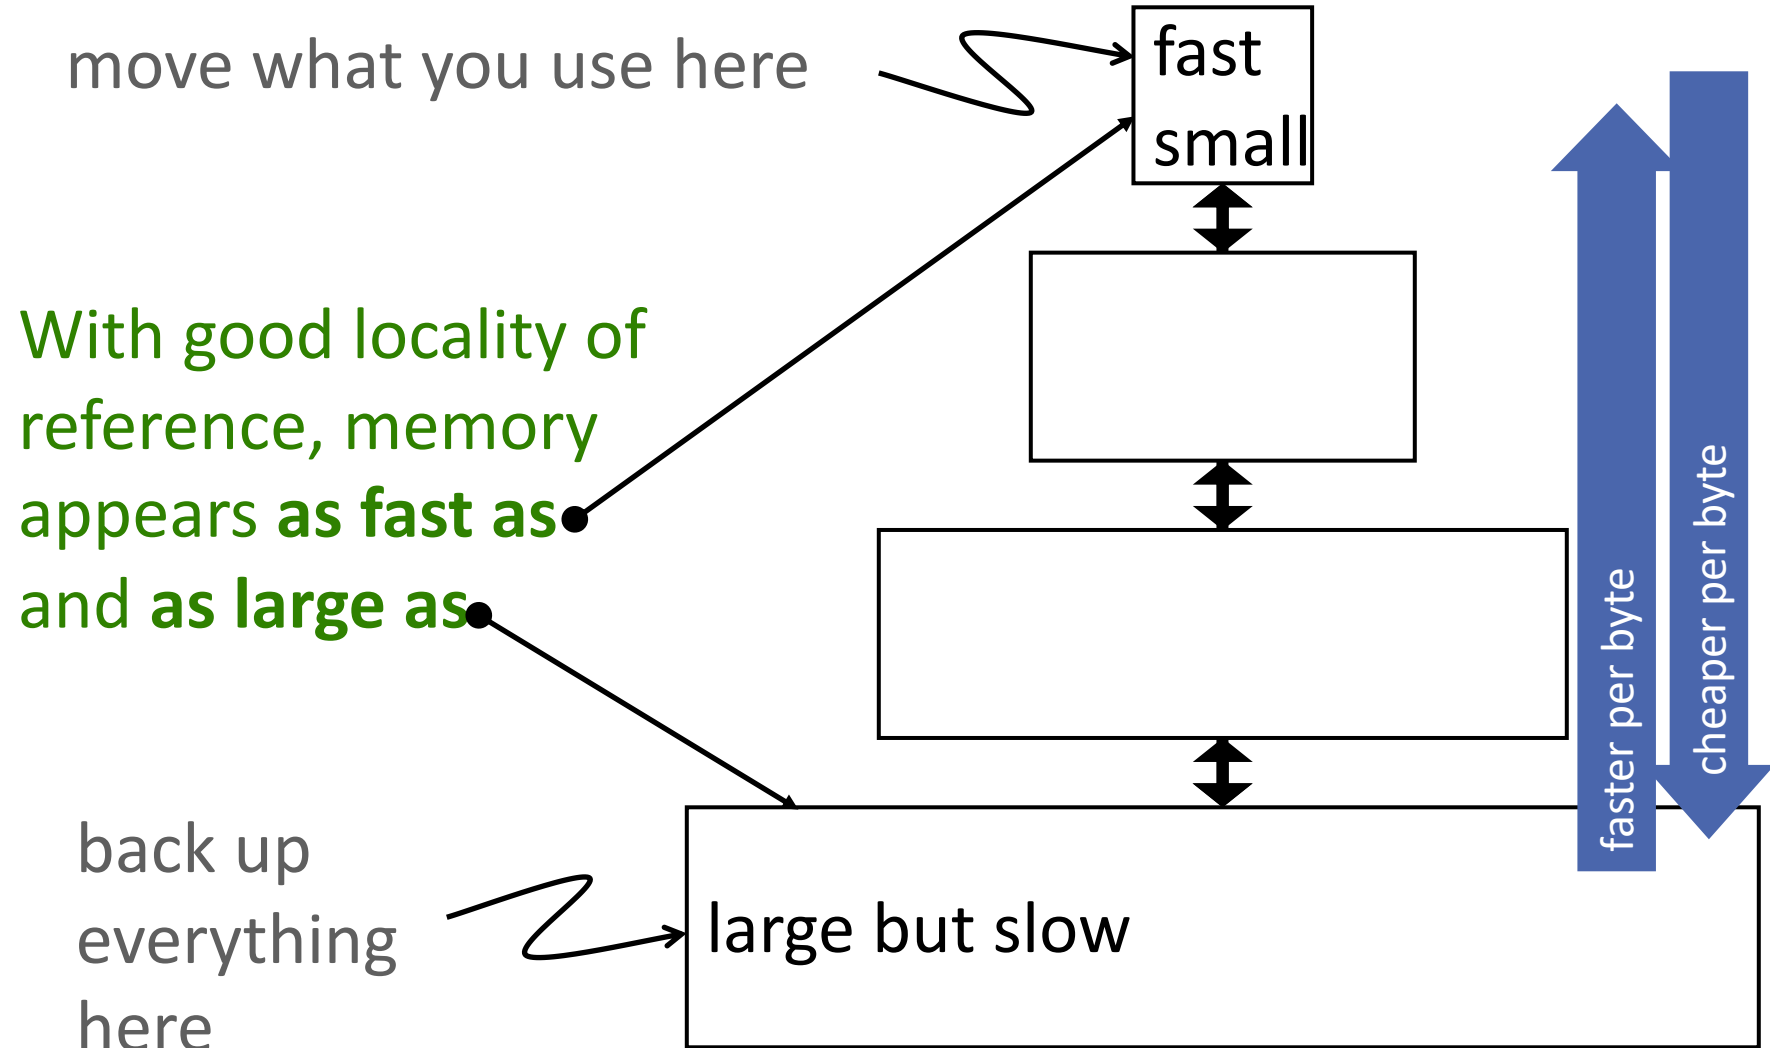 move what you use here
fast
small
With good locality of
reference, memory
appears as fast as
and as large as
faster per byte
cheaper per byte
back up
everything
here
large but slow